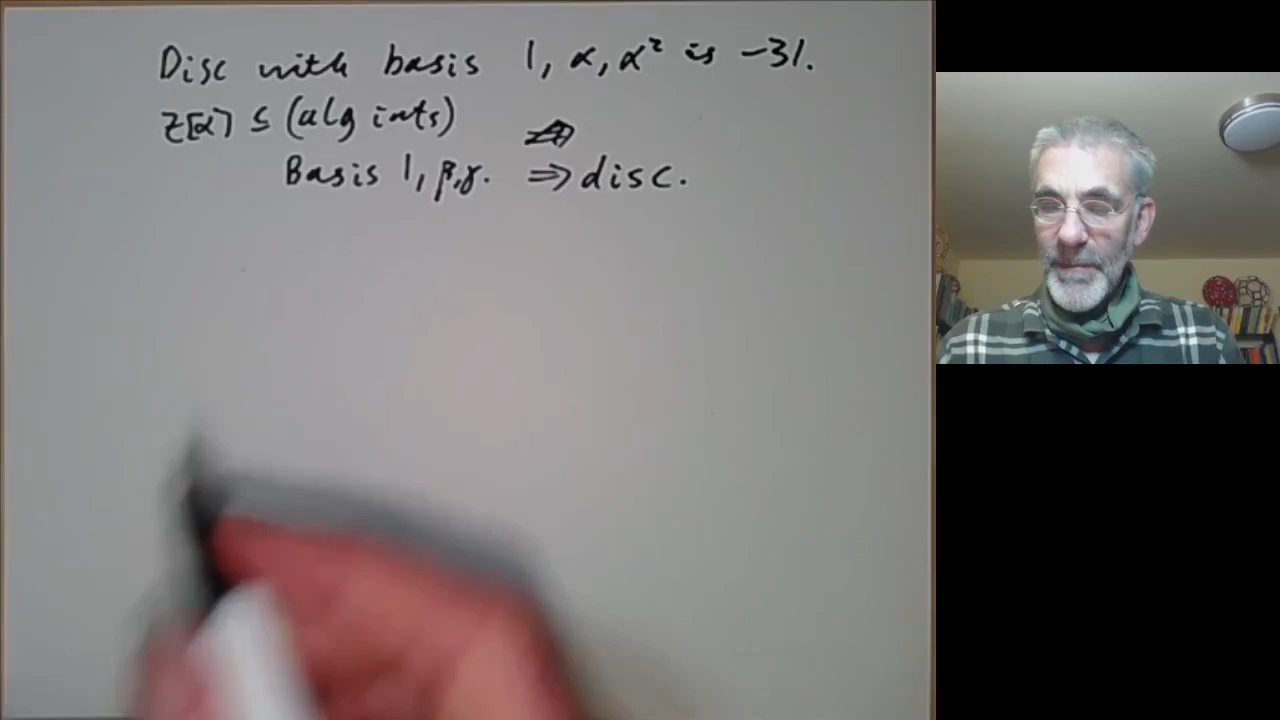 Disc with basis 1, α, α² is -31.
Z[α] ⊆ (alg ints)
Basis 1, β, γ. ⇒ disc.